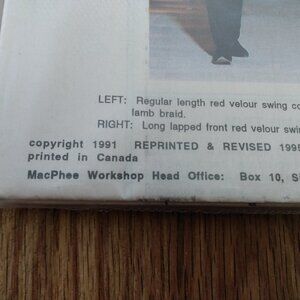 LEFT: Regular length red velour swing co
lamb braid.
RIGHT: Long lapped front red velour swi
copyright 1991 REPRINTED & REVISED 1995
printed in Canada
MacPhee Workshop Head Office: Box 10, S